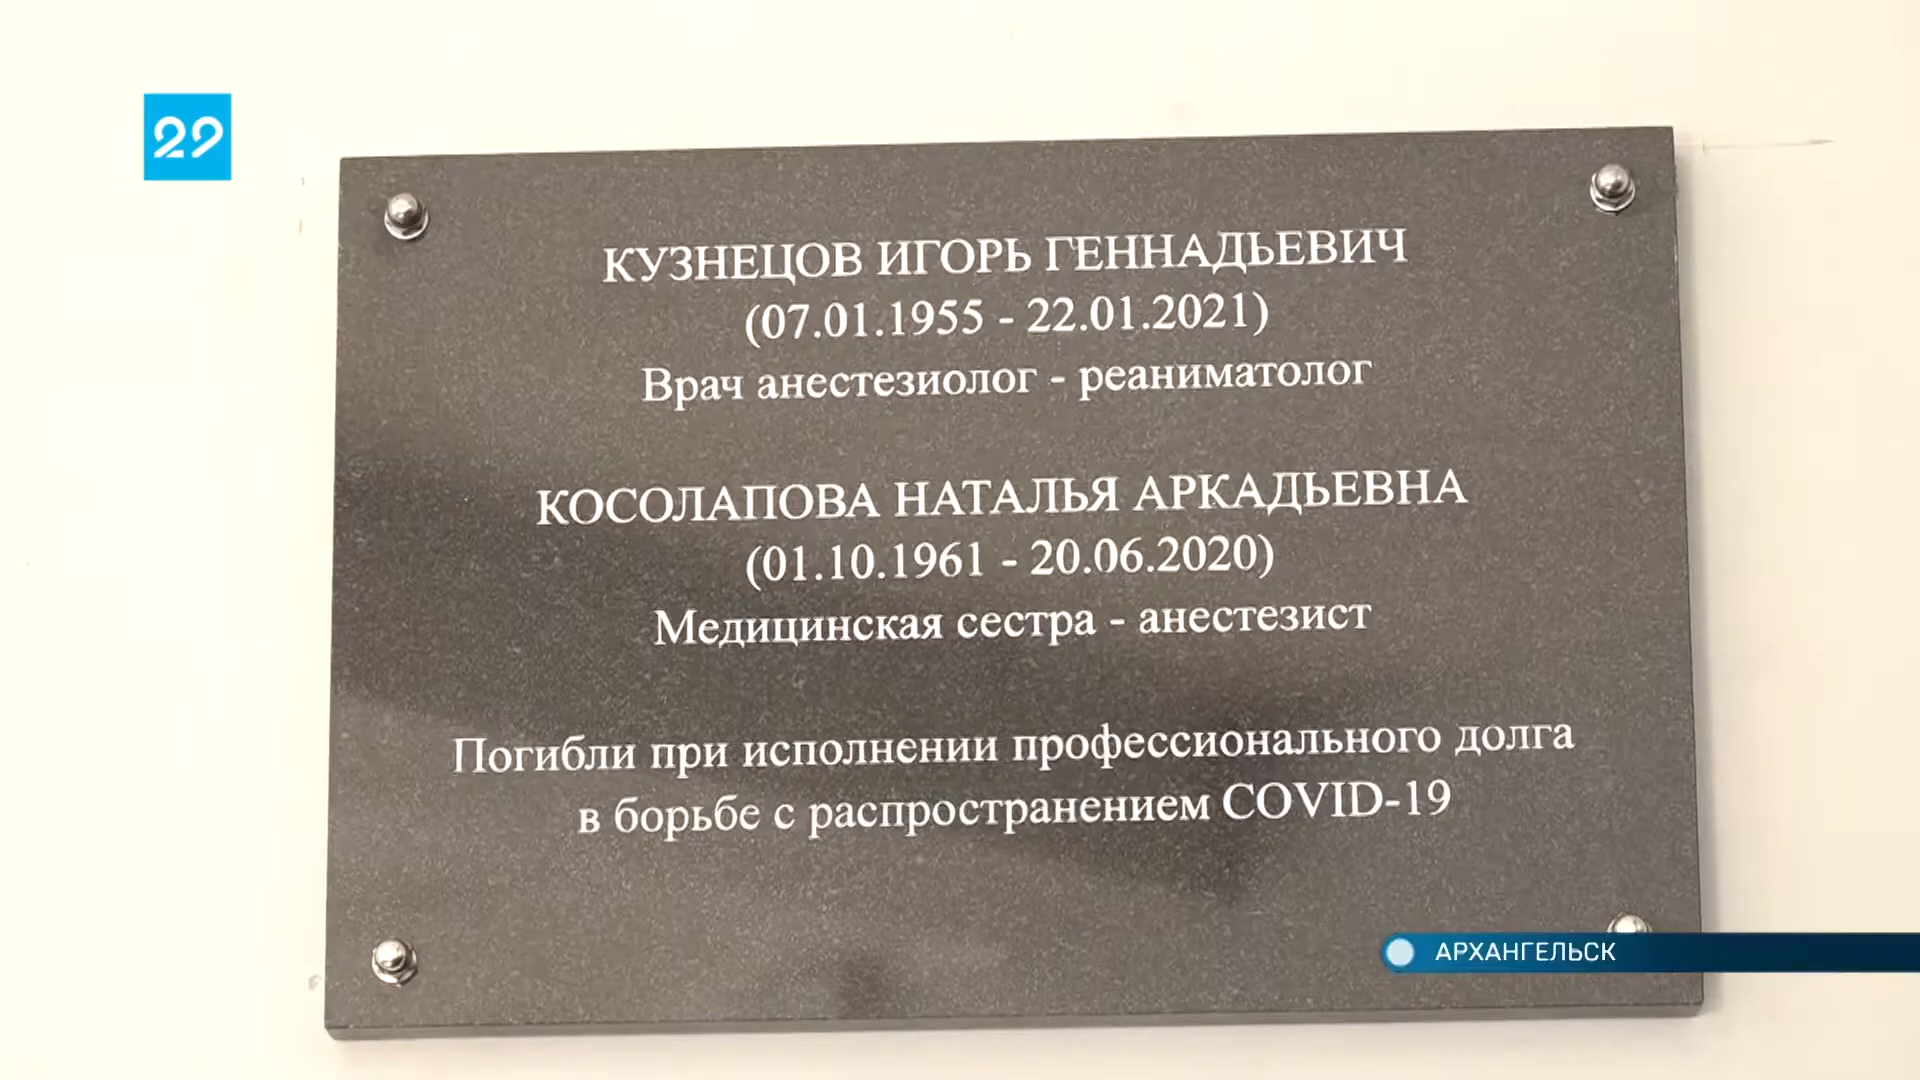 29
КУЗНЕЦОВ ИГОРЬ ГЕННАДЬЕВИЧ
(07.01.1955 - 22.01.2021)
Врач анестезиолог - реаниматолог
КОСОЛАПОВА НАТАЛЬЯ АРКАДЬЕВНА
(01.10.1961 - 20.06.2020)
Медицинская сестра - анестезист
Погибли при исполнении профессионального долга
в борьбе с распространением COVID-19
АРХАНГЕЛЬСК